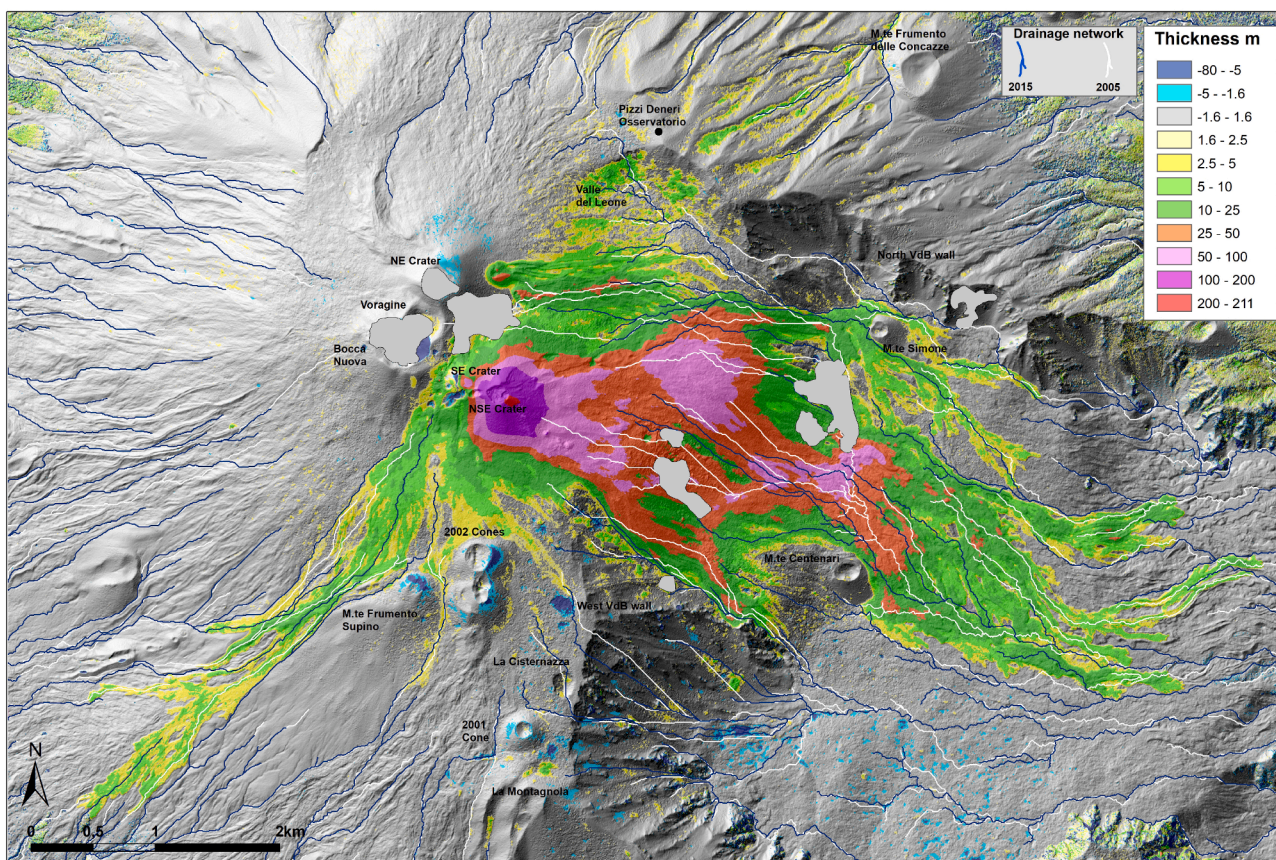 M.te Frumento
delle Concazze
Drainage network
2015
2005
Thickness m
-80 - -5
-5 - -1.6
-1.6 - 1.6
1.6 - 2.5
2.5 - 5
5 - 10
10 - 25
25 - 50
50 - 100
100 - 200
200 - 211
Pizzi Deneri
Osservatorio
Valle
del Leone
NE Crater
North VdB wall
Voragine
Bocca
Nuova
M.te Simone
SE Crater
NSE Crater
2002 Cones
M.te Centenari
M.te Frumento
Supino
West VdB wall
La Cisternazza
2001
Cone
La Montagnola
N
0 0.5 1 2km